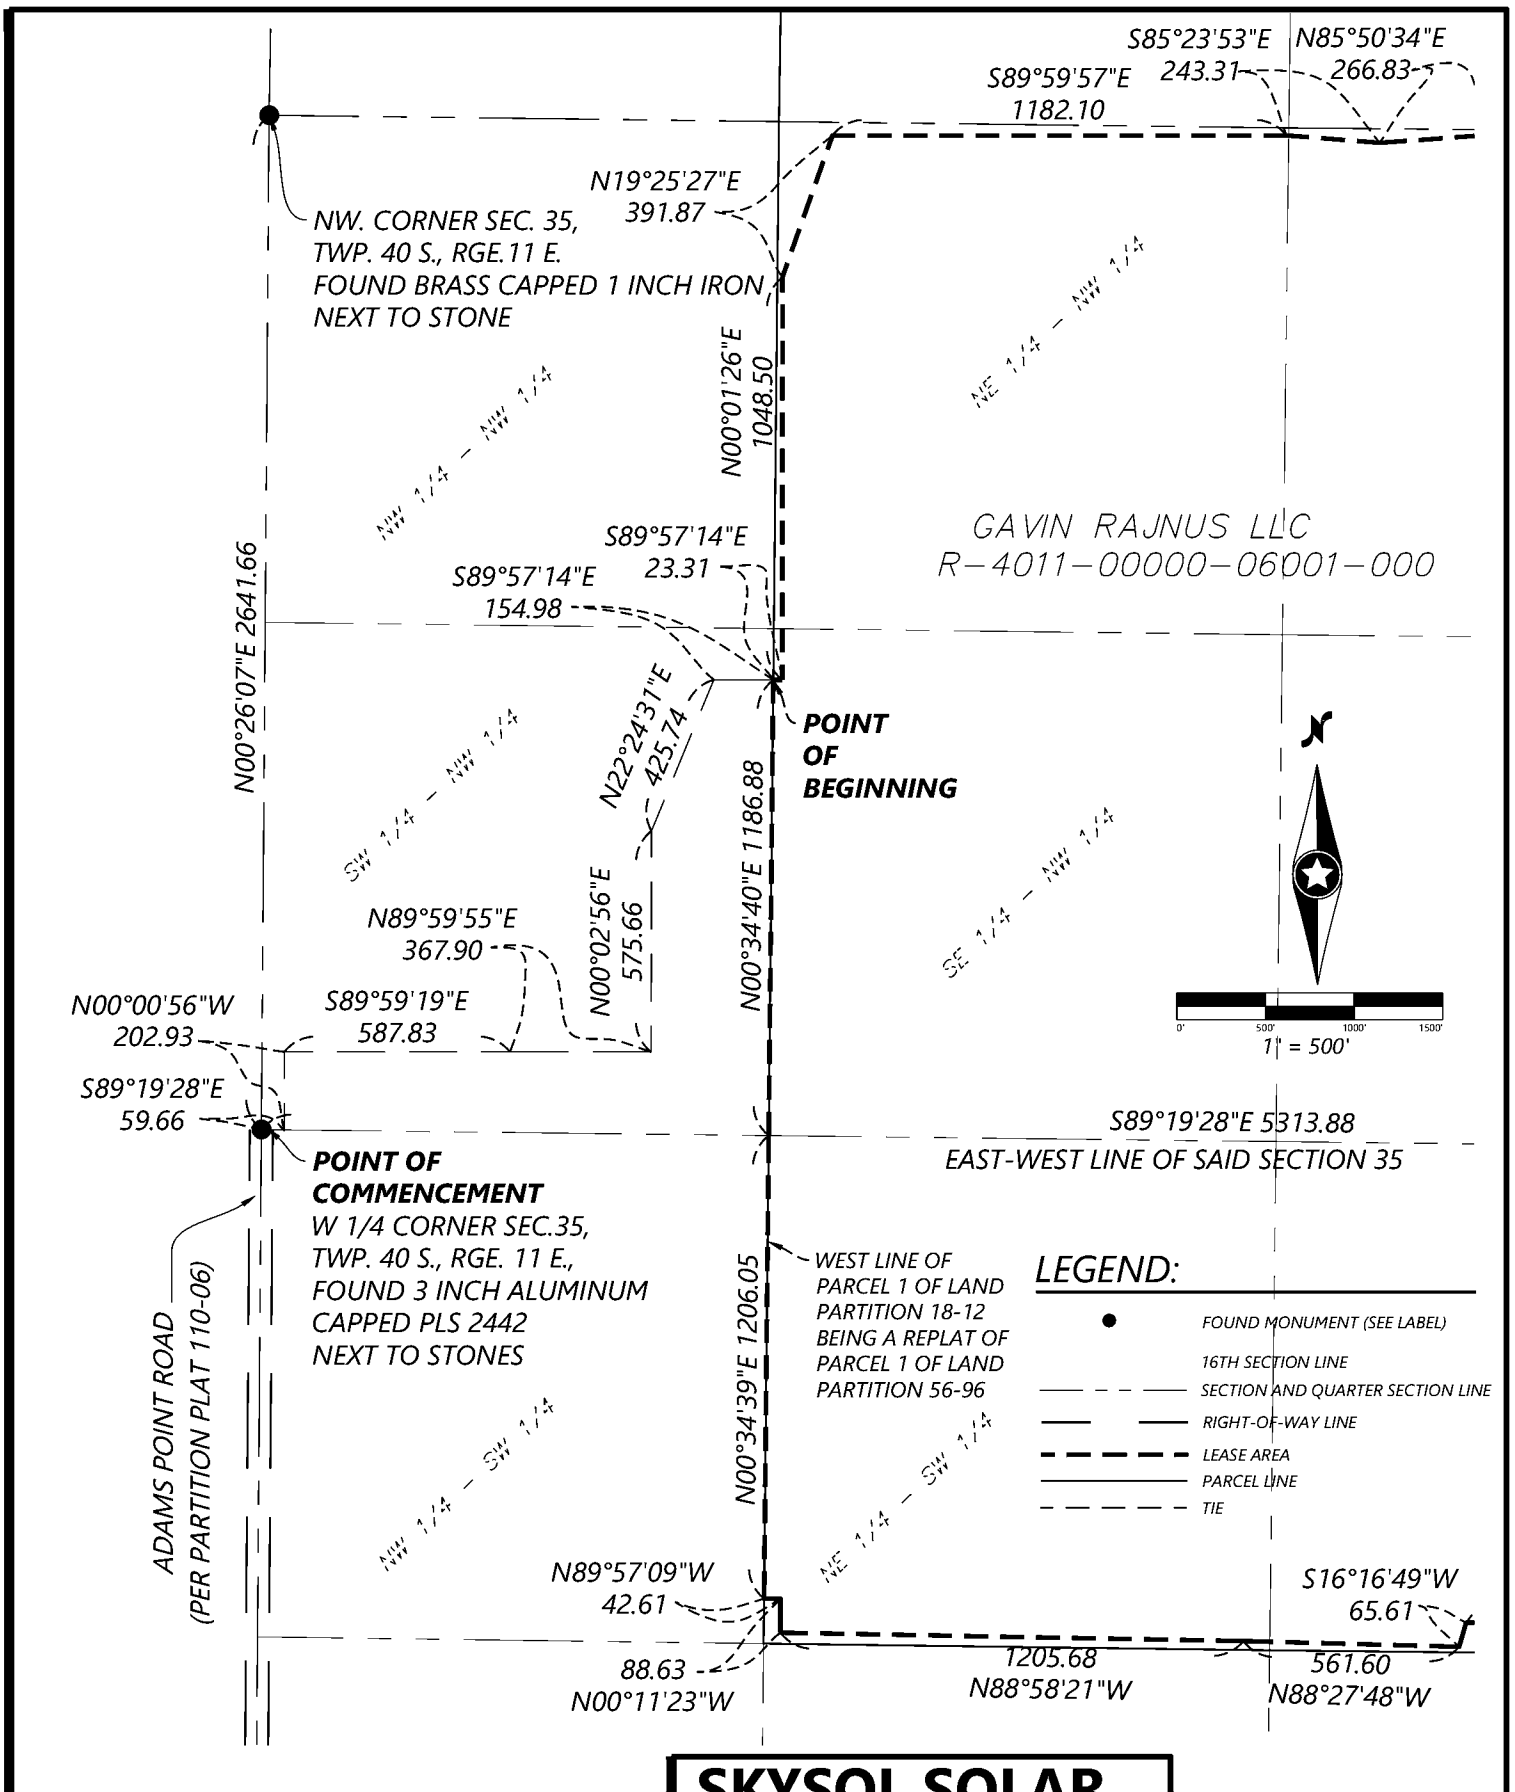 S85°23'53"E
243.31
N85°50'34"E
266.83
S89°59'57"E
1182.10
N19°25'27"E
391.87
NW. CORNER SEC. 35,
TWP. 40 S., RGE.11 E.
FOUND BRASS CAPPED 1 INCH IRON
NEXT TO STONE
NW 1/4 - NW 1/4
NE 1/4 - NW 1/4
N00°01'26"E
1048.50
GAVIN RAJNUS LLC
R-4011-00000-06001-000
S89°57'14"E
23.31
S89°57'14"E
154.98
N00°26'07"E 2641.66
N22°24'31"E
425.74
POINT
OF
BEGINNING
N
SW 1/4 - NW 1/4
SE 1/4 - NW 1/4
N00°34'40"E 1186.88
N00°02'56"E
575.66
N89°59'55"E
367.90
N00°00'56"W
202.93
S89°59'19"E
587.83
0' 500' 1000' 1500'
1" = 500'
S89°19'28"E
59.66
S89°19'28"E 5313.88
EAST-WEST LINE OF SAID SECTION 35
POINT OF
COMMENCEMENT
W 1/4 CORNER SEC.35,
TWP. 40 S., RGE. 11 E.,
FOUND 3 INCH ALUMINUM
CAPPED PLS 2442
NEXT TO STONES
ADAMS POINT ROAD
(PER PARTITION PLAT 110-06)
N00°34'39"E 1206.05
WEST LINE OF
PARCEL 1 OF LAND
PARTITION 18-12
BEING A REPLAT OF
PARCEL 1 OF LAND
PARTITION 56-96
LEGEND:
FOUND MONUMENT (SEE LABEL)
16TH SECTION LINE
SECTION AND QUARTER SECTION LINE
RIGHT-OF-WAY LINE
LEASE AREA
PARCEL LINE
TIE
NW 1/4 - SW 1/4
NE 1/4 - SW 1/4
N89°57'09"W
42.61
S16°16'49"W
65.61
88.63
N00°11'23"W
1205.68
N88°58'21"W
561.60
N88°27'48"W
SKYSOL SOLAR